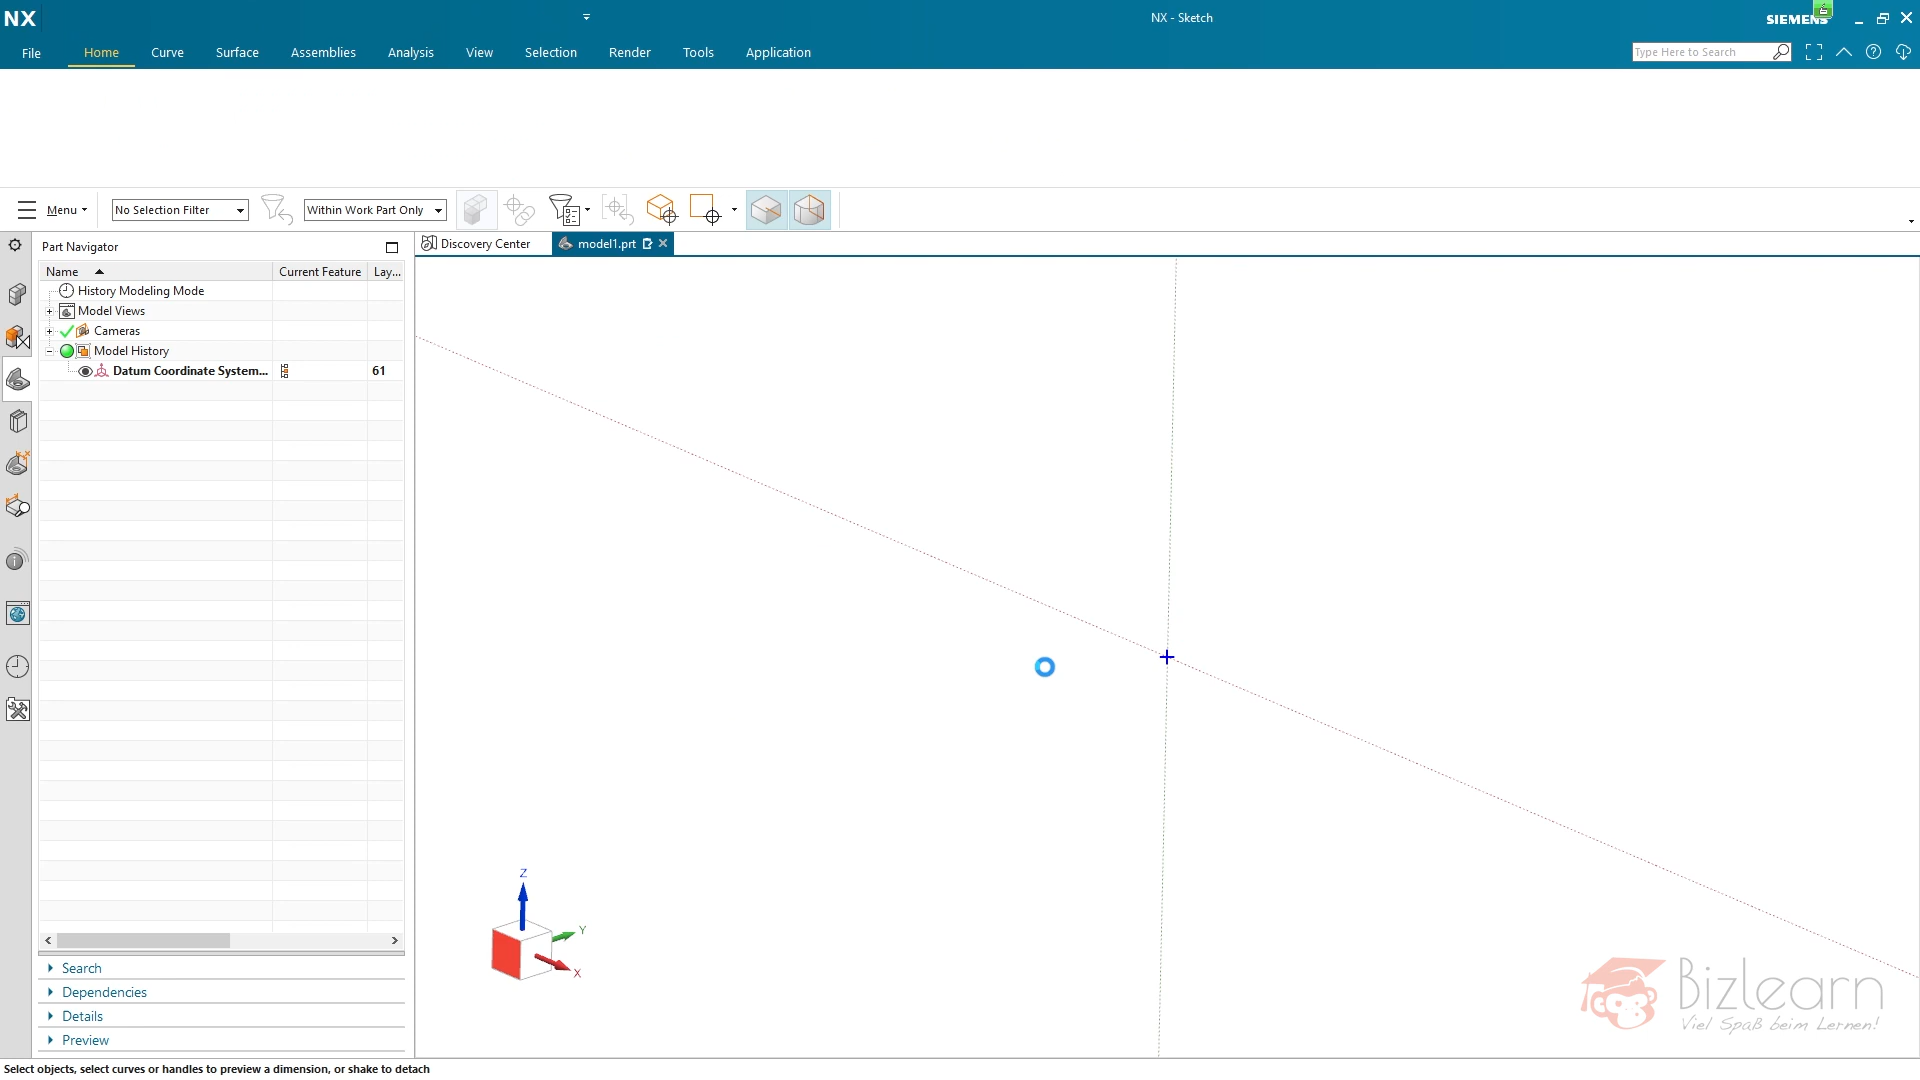 NX
NX - Sketch
SIEMENS
File
Home
Curve
Surface
Assemblies
Analysis
View
Selection
Render
Tools
Application
Type Here to Search
Menu
No Selection Filter
Within Work Part Only
Part Navigator
Discovery Center
model1.prt
Name
Current Feature
Lay...
History Modeling Mode
Model Views
Cameras
Model History
Datum Coordinate System...
61
Z
Y
X
Search
Dependencies
Details
Preview
Bizlearn
Viel Spaß beim Lernen!
Select objects, select curves or handles to preview a dimension, or shake to detach